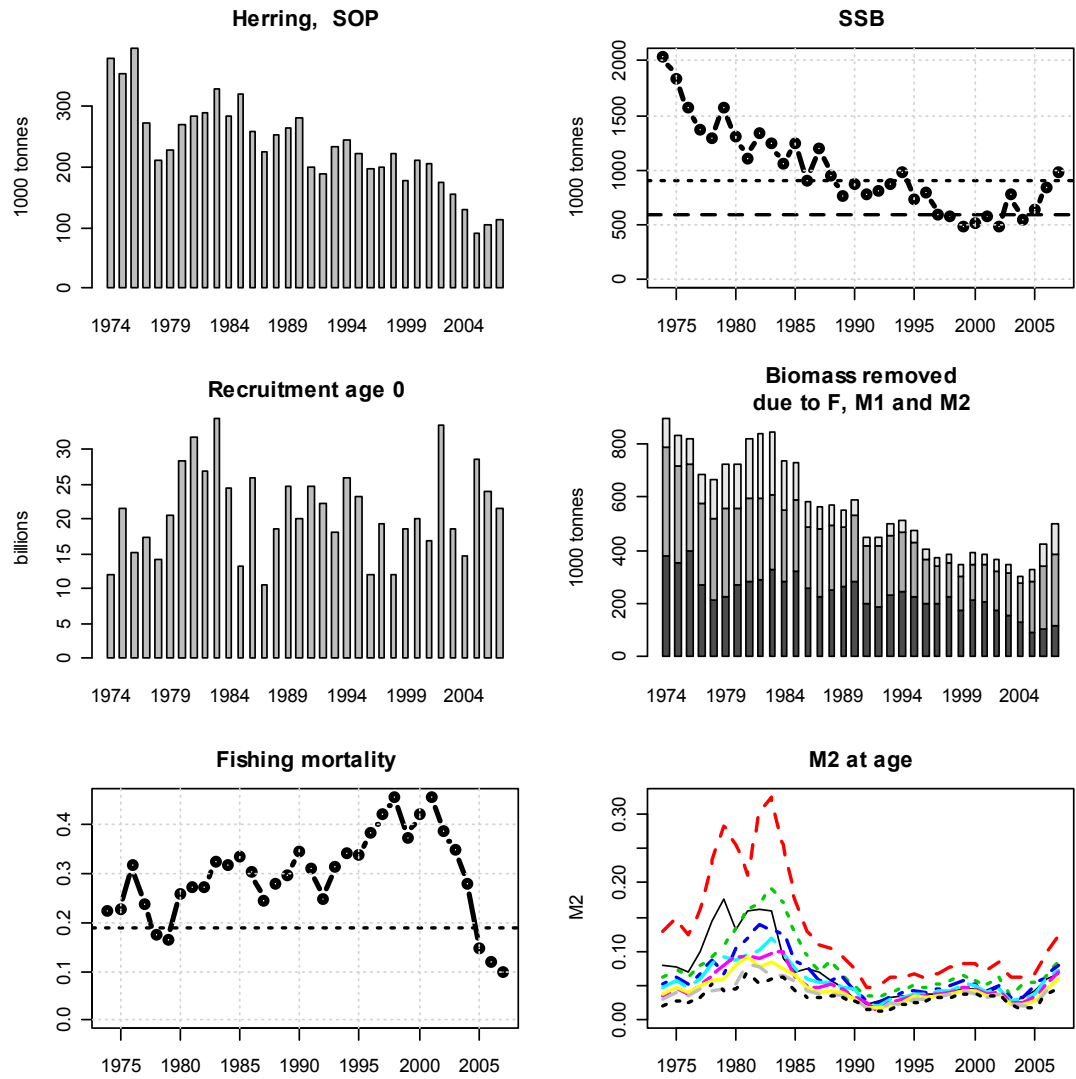 Herring, SOP
1000 tonnes
300
200
100
0
1974 1979 1984 1989 1994 1999 2004
SSB
1000 tonnes
2000
1500
1000
500
0
1975 1980 1985 1990 1995 2000 2005
Recruitment age 0
billions
30
25
20
15
10
5
0
1974 1979 1984 1989 1994 1999 2004
Biomass removed
due to F, M1 and M2
1000 tonnes
800
600
400
200
0
1974 1979 1984 1989 1994 1999 2004
Fishing mortality
0.4
0.3
0.2
0.1
0.0
1975 1980 1985 1990 1995 2000 2005
M2 at age
M2
0.30
0.20
0.10
0.00
1975 1980 1985 1990 1995 2000 2005